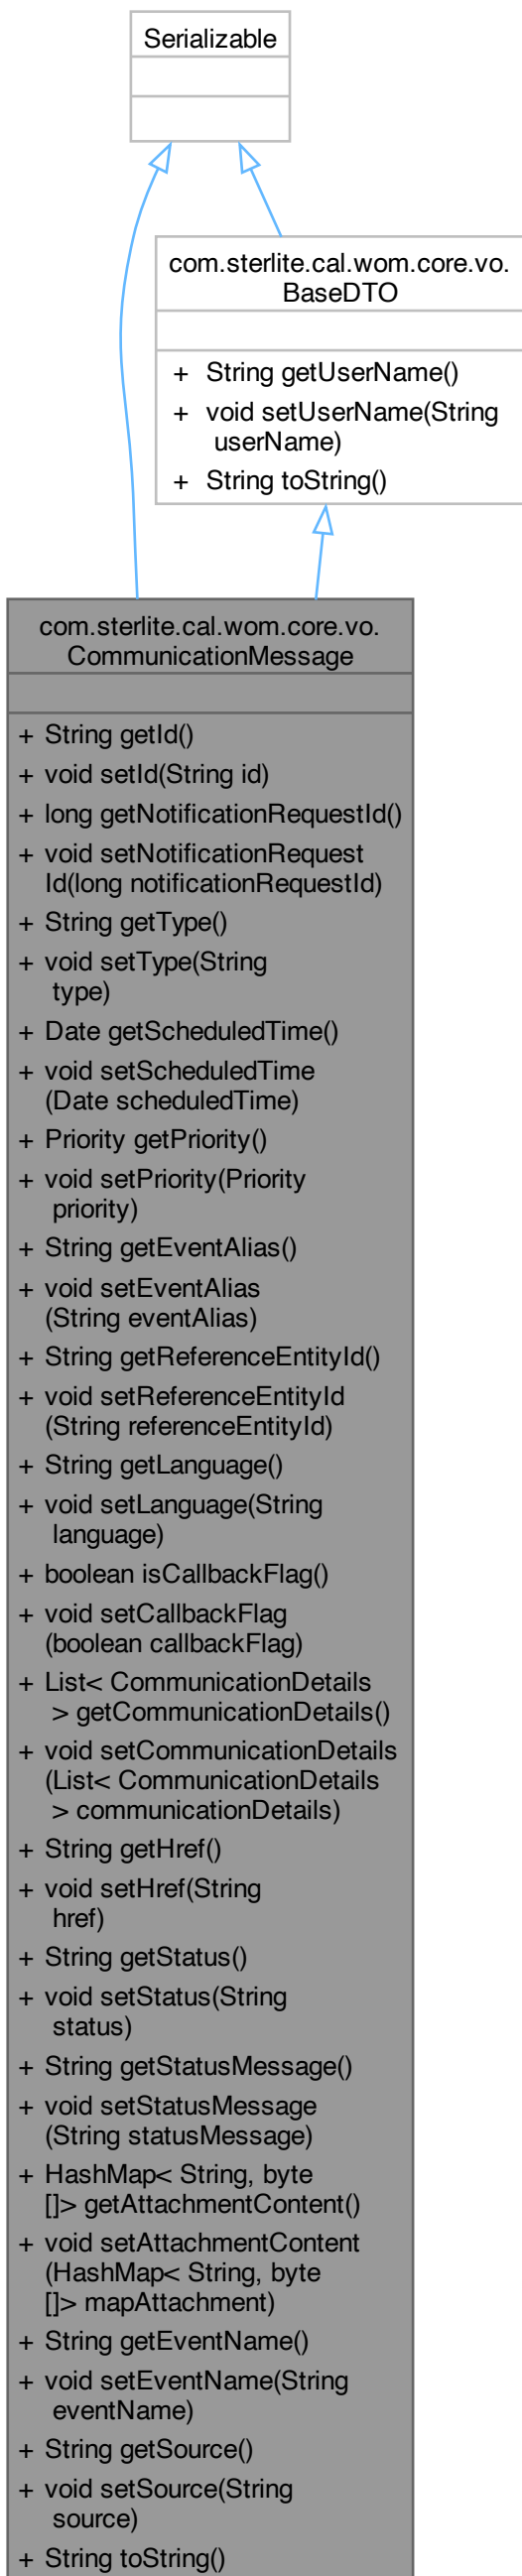 Serializable
com.sterlite.cal.wom.core.vo.
BaseDTO
+ String getUserName()
+ void setUserName(String
userName)
+ String toString()
com.sterlite.cal.wom.core.vo.
CommunicationMessage
+ String getId()
+ void setId(String id)
+ long getNotificationRequestId()
+ void setNotificationRequest
Id(long notificationRequestId)
+ String getType()
+ void setType(String
type)
+ Date getScheduledTime()
+ void setScheduledTime
(Date scheduledTime)
+ Priority getPriority()
+ void setPriority(Priority
priority)
+ String getEventAlias()
+ void setEventAlias
(String eventAlias)
+ String getReferenceEntityId()
+ void setReferenceEntityId
(String referenceEntityId)
+ String getLanguage()
+ void setLanguage(String
language)
+ boolean isCallbackFlag()
+ void setCallbackFlag
(boolean callbackFlag)
+ List< CommunicationDetails
> getCommunicationDetails()
+ void setCommunicationDetails
(List< CommunicationDetails
> communicationDetails)
+ String getHref()
+ void setHref(String
href)
+ String getStatus()
+ void setStatus(String
status)
+ String getStatusMessage()
+ void setStatusMessage
(String statusMessage)
+ HashMap< String, byte
[]> getAttachmentContent()
+ void setAttachmentContent
(HashMap< String, byte
[]> mapAttachment)
+ String getEventName()
+ void setEventName(String
eventName)
+ String getSource()
+ void setSource(String
source)
+ String toString()